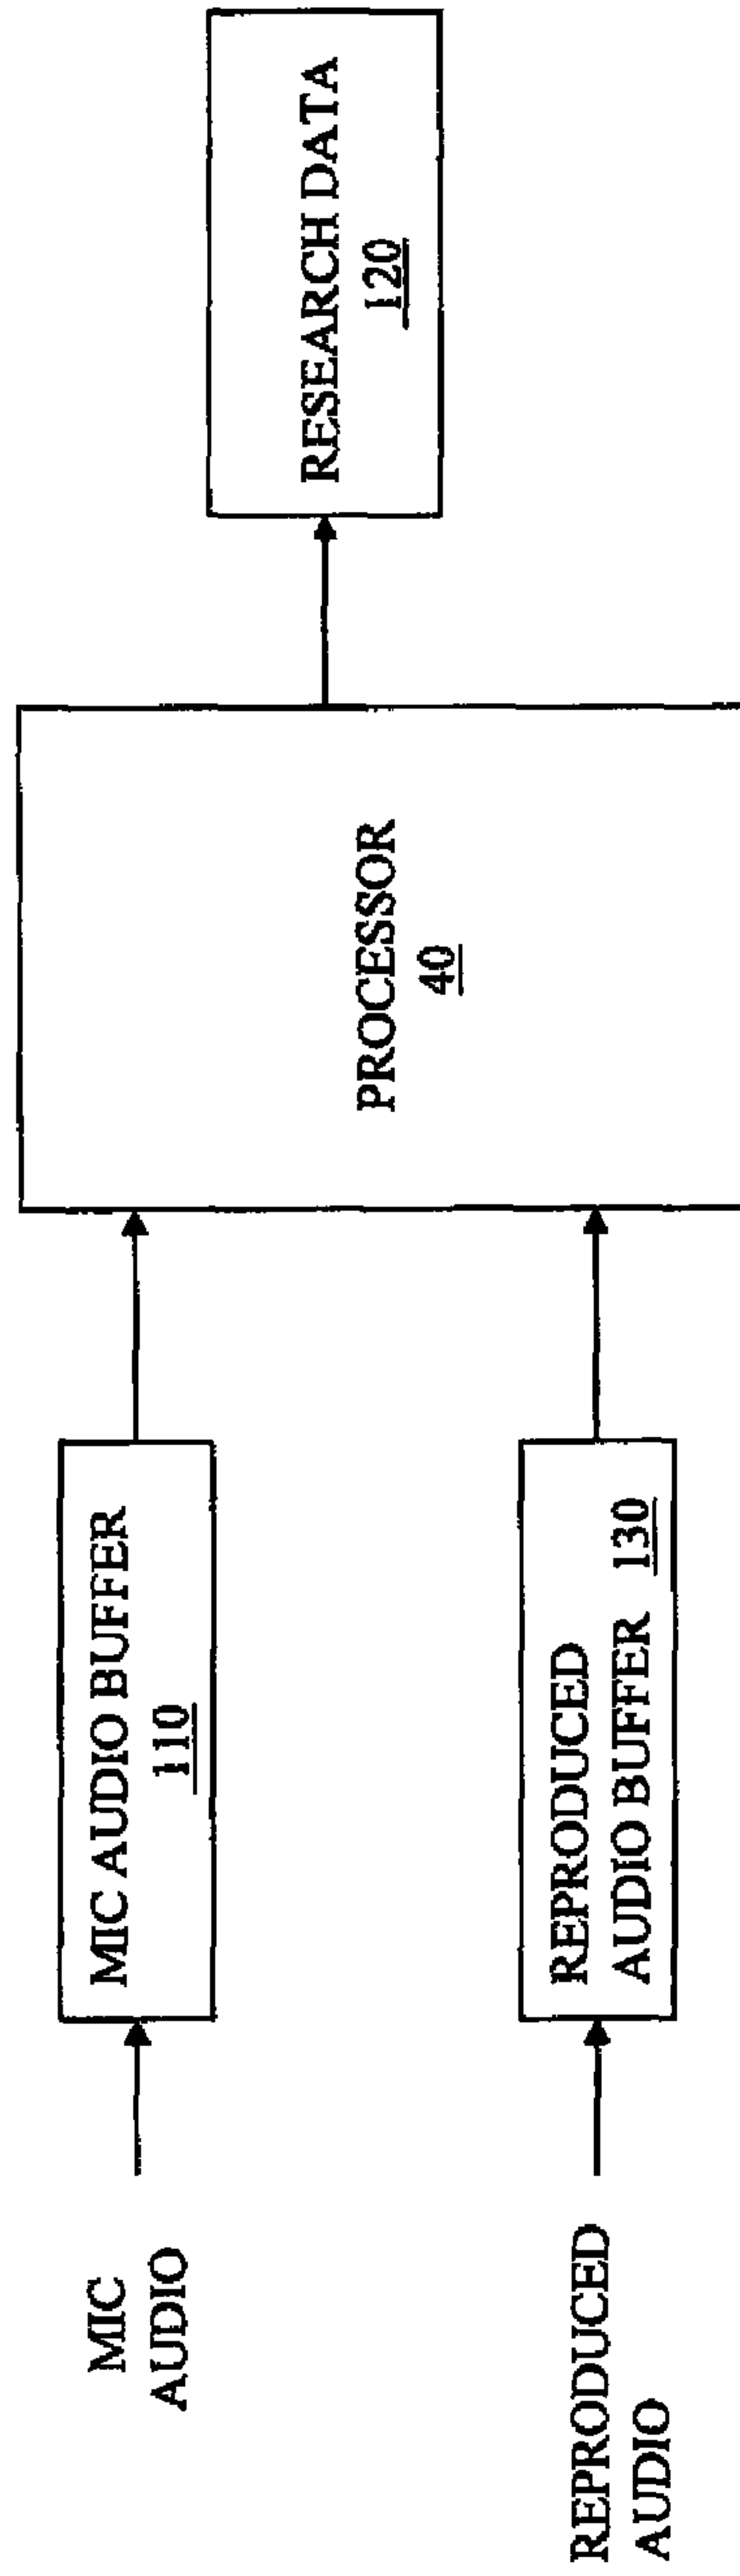 MIC
AUDIO
MIC AUDIO BUFFER
110
REPRODUCED
AUDIO
REPRODUCED
AUDIO BUFFER 130
PROCESSOR
40
RESEARCH DATA
120